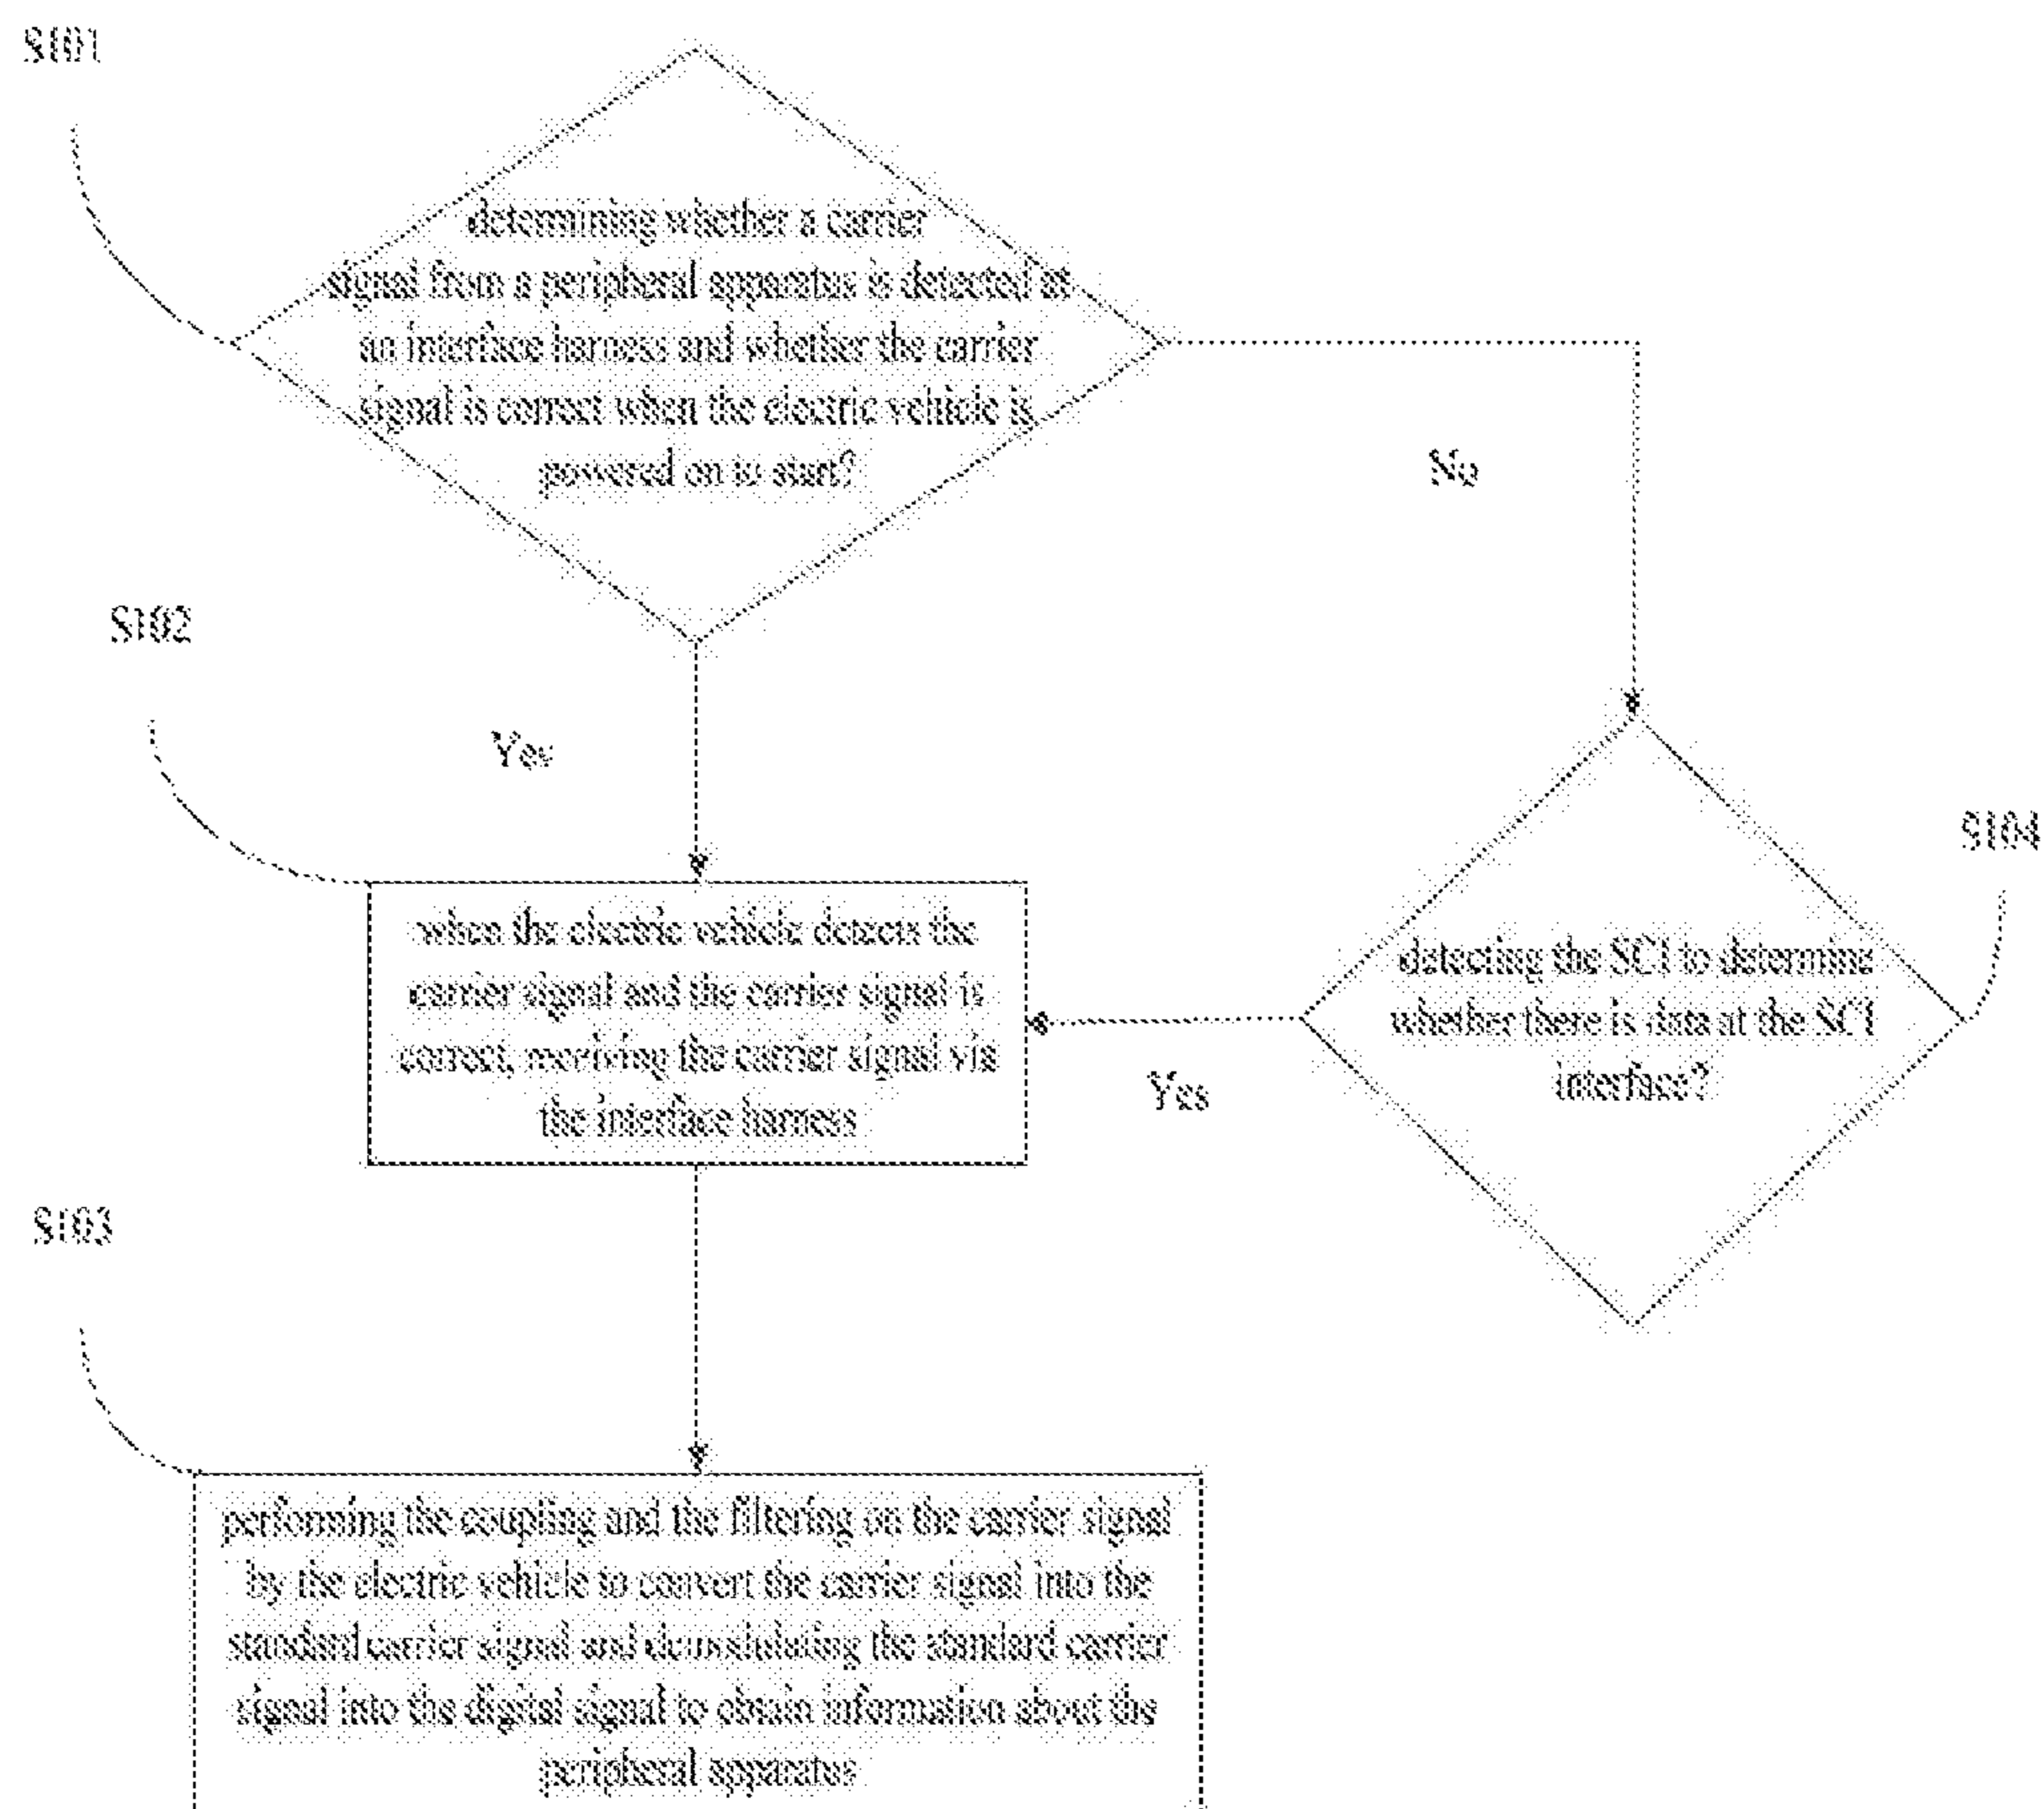 S101
determining whether a carrier
signal from a peripheral apparatus is detected at
an interface harness and whether the carrier
signal is correct when the electric vehicle is
powered on to start?
No
S102
Yes
S104
when the electric vehicle detects the
carrier signal and the carrier signal is
correct, receiving the carrier signal via
the interface harness
detecting the SCI to determine
whether there is data at the SCI
interface?
Yes
S103
performing the coupling and the filtering on the carrier signal
by the electric vehicle to convert the carrier signal into the
standard carrier signal and demodulating the standard carrier
signal into the digital signal to obtain information about the
peripheral apparatus